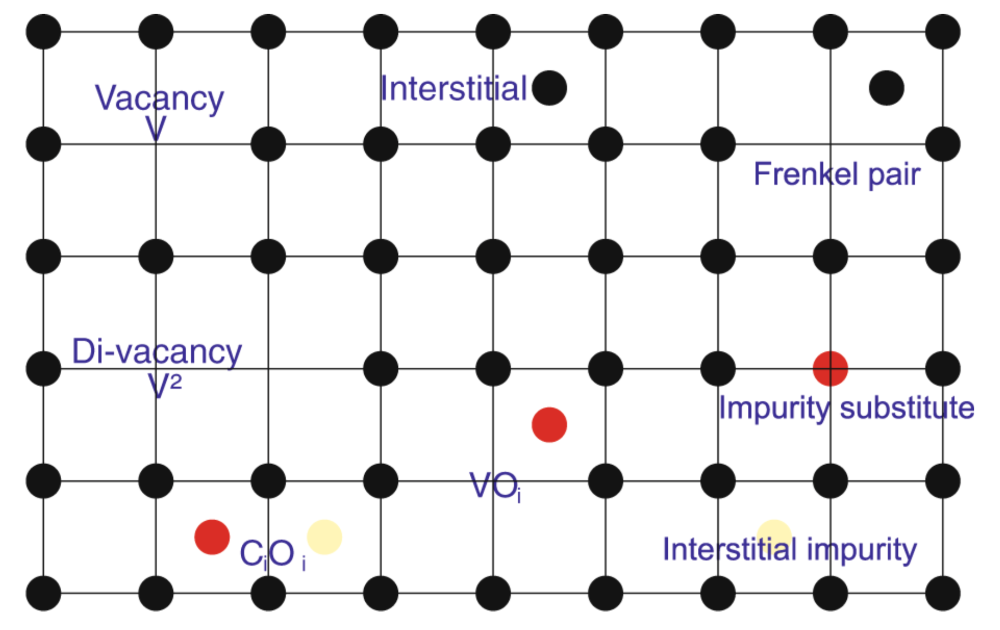 Vacancy
V
Interstitial
Frenkel pair
Di-vacancy
V²
Impurity substitute
VOᵢ
CᵢO ᵢ
Interstitial impurity